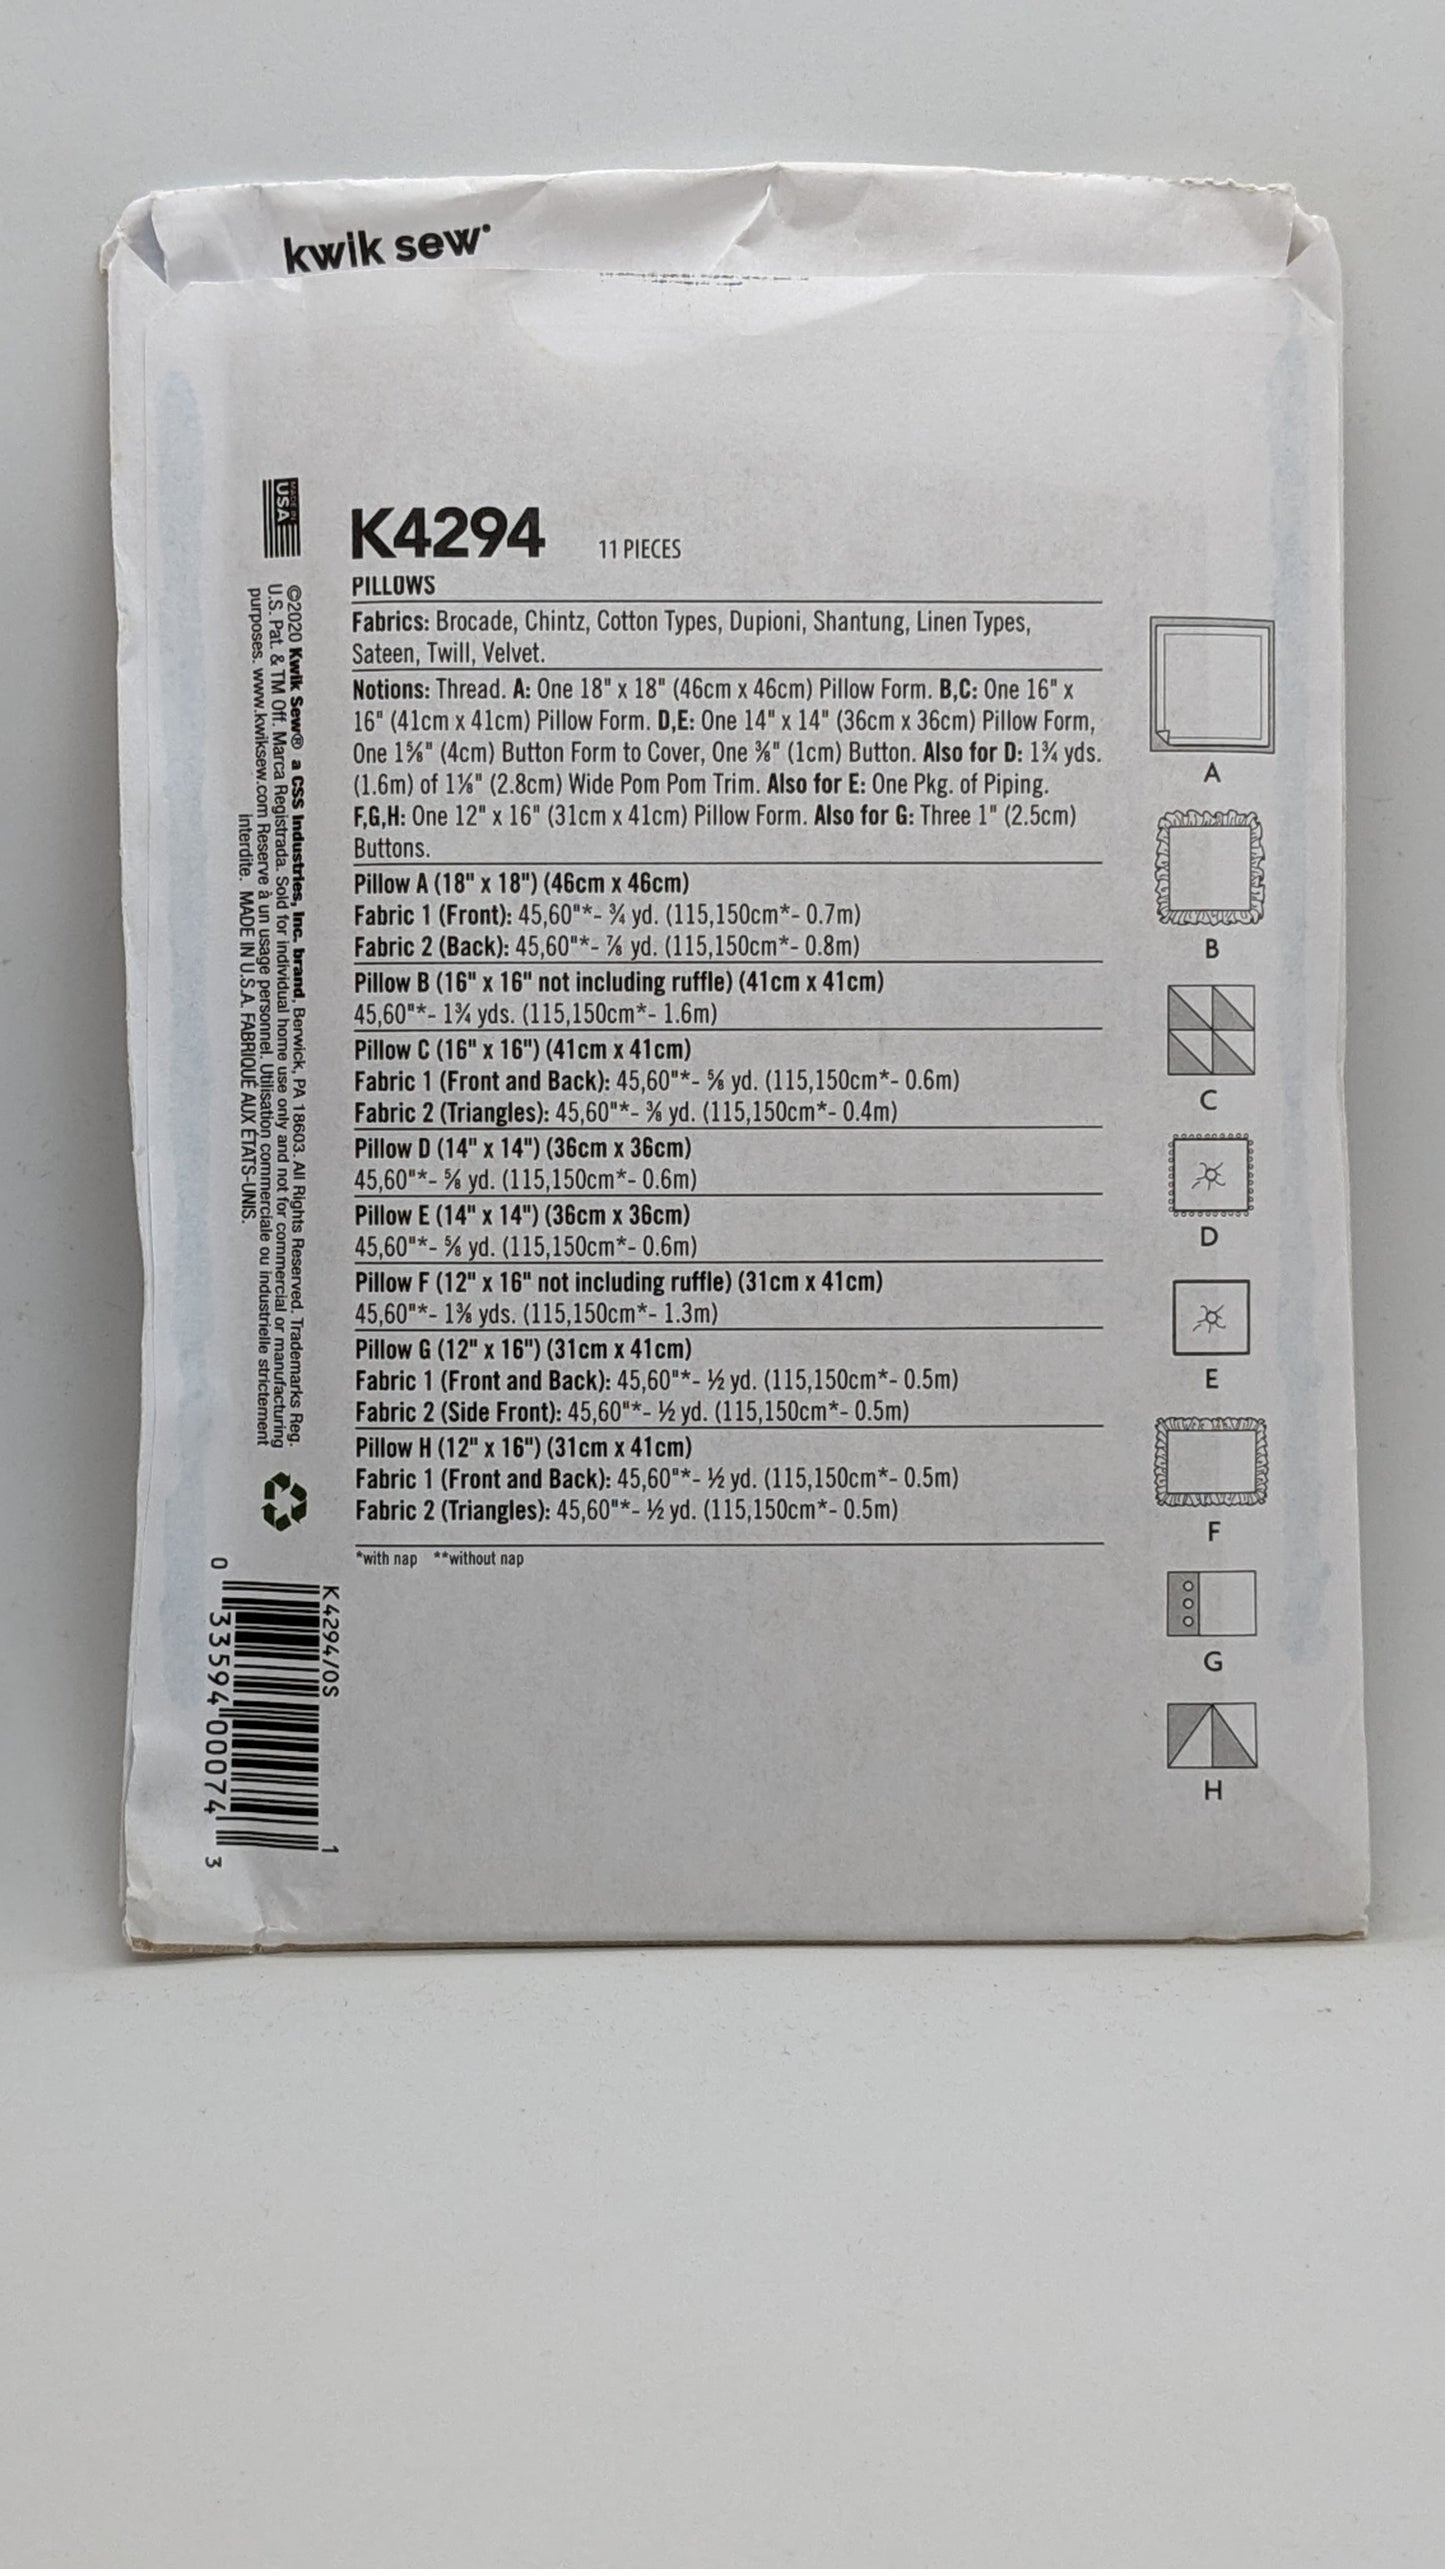 kwik sew®
K4294 11 PIECES
PILLOWS
Fabrics: Brocade, Chintz, Cotton Types, Dupioni, Shantung, Linen Types,
Sateen, Twill, Velvet.
Notions: Thread. A: One 18" x 18" (46cm x 46cm) Pillow Form. B,C: One 16" x
16" (41cm x 41cm) Pillow Form. D,E: One 14" x 14" (36cm x 36cm) Pillow Form,
One 1⅝" (4cm) Button Form to Cover, One ⅜" (1cm) Button. Also for D: 1¾ yds.
(1.6m) of 1⅛" (2.8cm) Wide Pom Pom Trim. Also for E: One Pkg. of Piping.
F,G,H: One 12" x 16" (31cm x 41cm) Pillow Form. Also for G: Three 1" (2.5cm)
Buttons.
Pillow A (18" x 18") (46cm x 46cm)
Fabric 1 (Front): 45,60"*- ¾ yd. (115,150cm*- 0.7m)
Fabric 2 (Back): 45,60"*- ⅞ yd. (115,150cm*- 0.8m)
Pillow B (16" x 16" not including ruffle) (41cm x 41cm)
45,60"*- 1¾ yds. (115,150cm*- 1.6m)
Pillow C (16" x 16") (41cm x 41cm)
Fabric 1 (Front and Back): 45,60"*- ⅝ yd. (115,150cm*- 0.6m)
Fabric 2 (Triangles): 45,60"*- ⅜ yd. (115,150cm*- 0.4m)
Pillow D (14" x 14") (36cm x 36cm)
45,60"*- ⅝ yd. (115,150cm*- 0.6m)
Pillow E (14" x 14") (36cm x 36cm)
45,60"*- ⅝ yd. (115,150cm*- 0.6m)
Pillow F (12" x 16" not including ruffle) (31cm x 41cm)
45,60"*- 1⅜ yds. (115,150cm*- 1.3m)
Pillow G (12" x 16") (31cm x 41cm)
Fabric 1 (Front and Back): 45,60"*- ½ yd. (115,150cm*- 0.5m)
Fabric 2 (Side Front): 45,60"*- ½ yd. (115,150cm*- 0.5m)
Pillow H (12" x 16") (31cm x 41cm)
Fabric 1 (Front and Back): 45,60"*- ½ yd. (115,150cm*- 0.5m)
Fabric 2 (Triangles): 45,60"*- ½ yd. (115,150cm*- 0.5m)
*with nap **without nap
A
B
C
D
E
F
G
H
MADE IN
USA
©2020 Kwik Sew® a CSS Industries, Inc. brand, Berwick, PA 18603. All Rights Reserved. Trademarks Reg.
U.S. Pat. & TM Off. Marca Registrada. Sold for individual home use only and not for commercial or manufacturing
purposes. www.kwiksew.com Reservé à un usage personnel. Utilisation commerciale ou industrielle strictement
interdite. MADE IN U.S.A. FABRIQUÉ AUX ÉTATS-UNIS.
K4294/OS 1
0 33594 00074 3